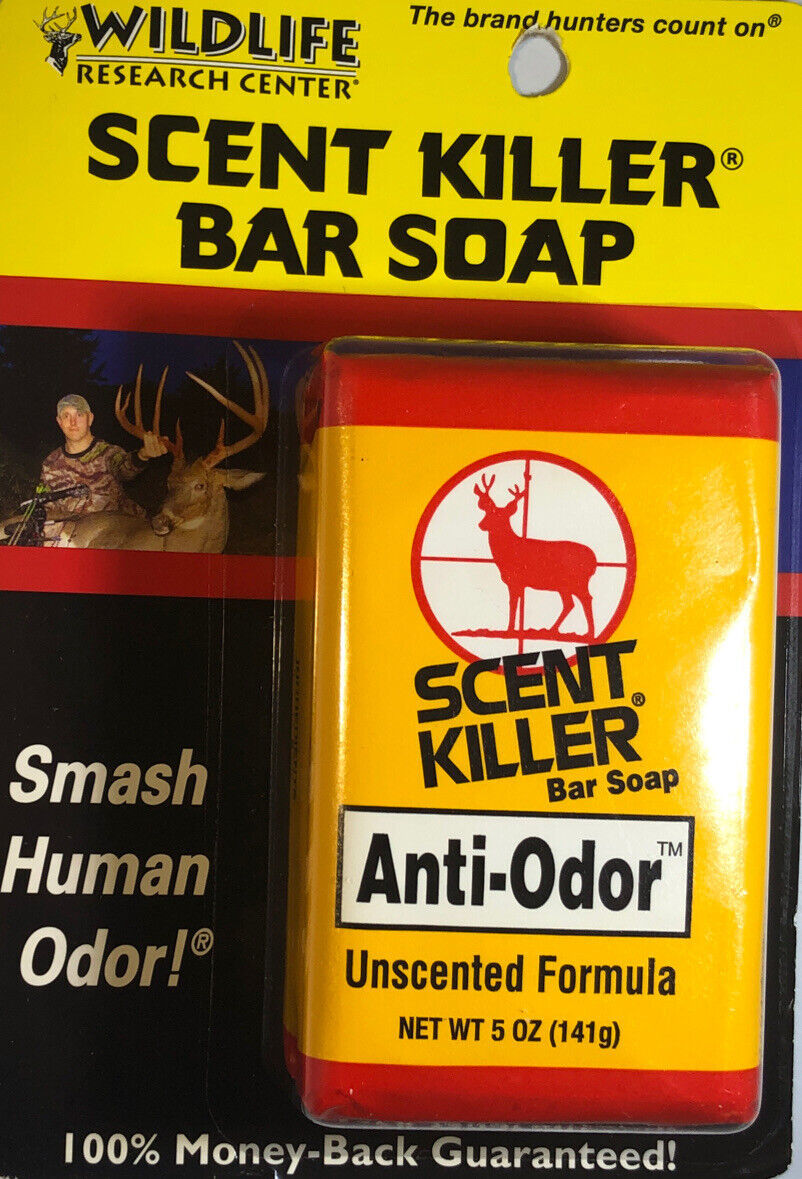 WILDLIFE
RESEARCH CENTER®
The brand hunters count on®
SCENT KILLER®
BAR SOAP
SCENT
KILLER®
Bar Soap
Anti-Odor™
Unscented Formula
NET WT 5 OZ (141g)
Smash
Human
Odor!®
100% Money-Back Guaranteed!